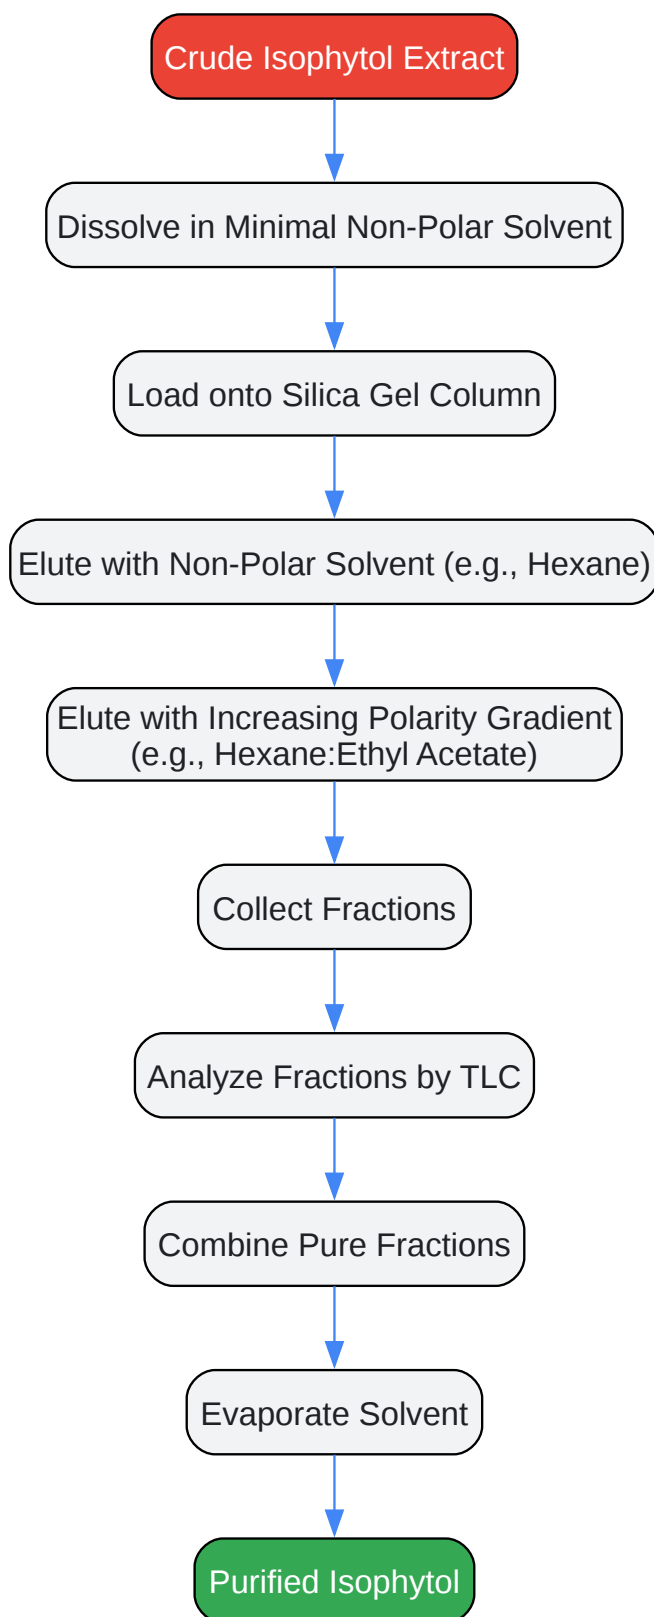 Crude Isophytol Extract
Dissolve in Minimal Non-Polar Solvent
Load onto Silica Gel Column
Elute with Non-Polar Solvent (e.g., Hexane)
Elute with Increasing Polarity Gradient
(e.g., Hexane:Ethyl Acetate)
Collect Fractions
Analyze Fractions by TLC
Combine Pure Fractions
Evaporate Solvent
Purified Isophytol